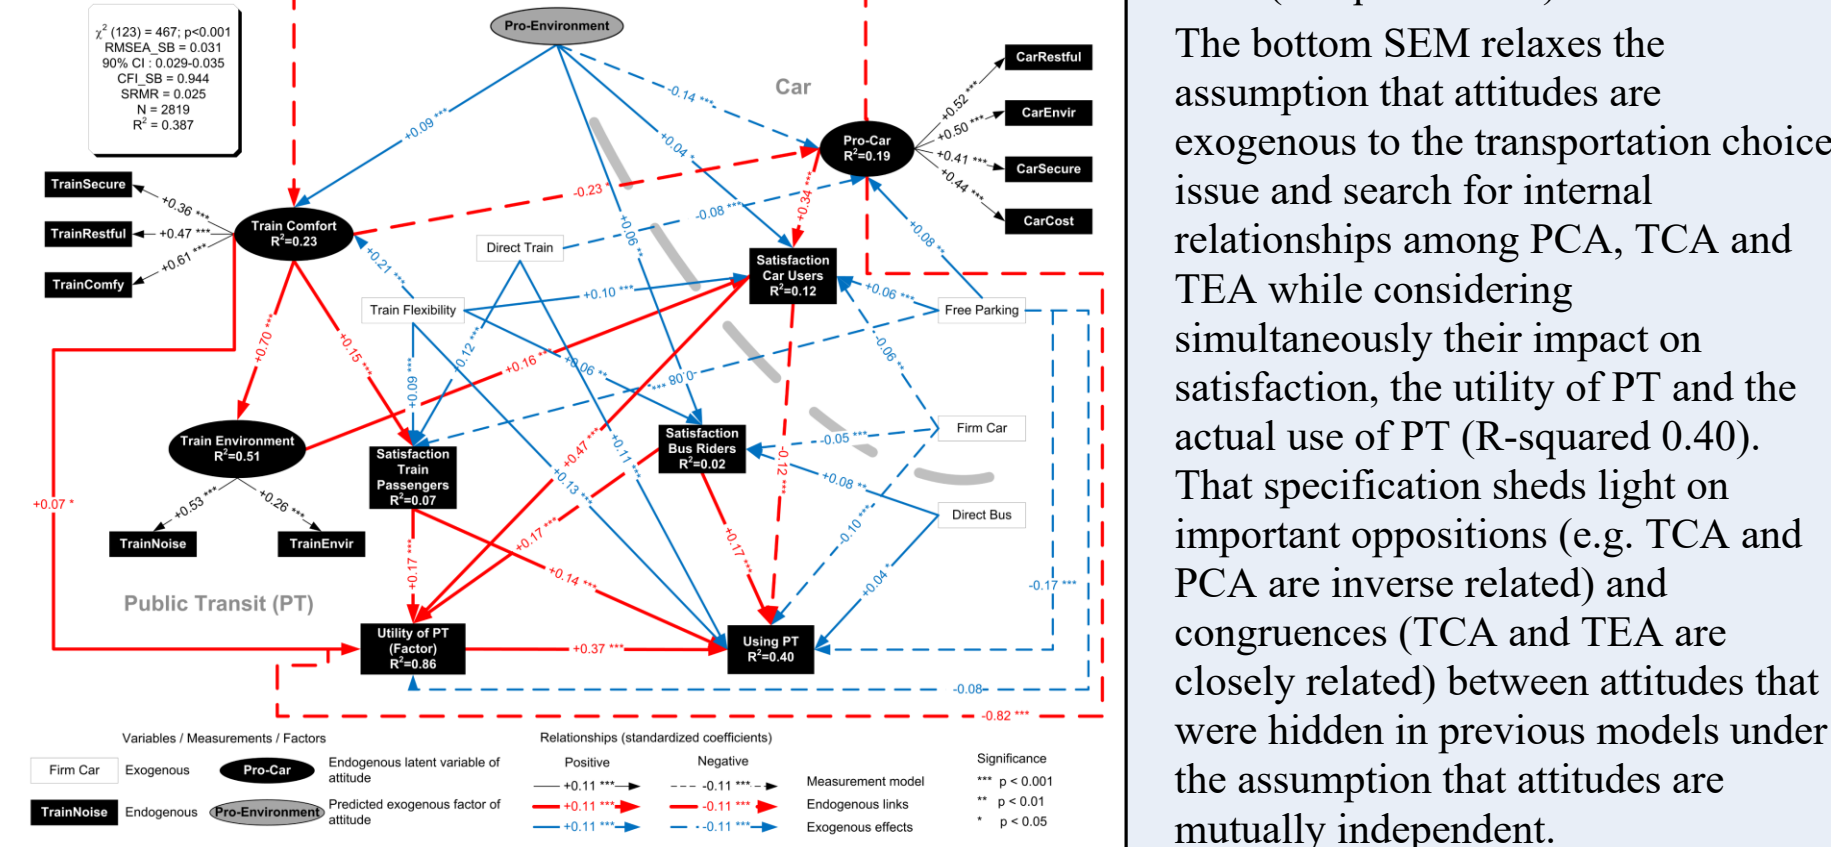 χ² (123) = 467; p<0.001
RMSEA_SB = 0.031
90% CI : 0.029-0.035
CFI_SB = 0.944
SRMR = 0.025
N = 2819
R² = 0.387
Pro-Environment
Car
CarRestful
CarEnvir
CarSecure
CarCost
Pro-Car
R²=0.19
+0.52 ***
+0.50 ***
+0.41 ***
+0.44 ***
-0.14 ***
+0.09 ***
+0.04 *
+0.06 **
TrainSecure
TrainRestful
TrainComfy
+0.36 ***
+0.47 ***
+0.61 ***
Train Comfort
R²=0.23
-0.23 *
-0.08 ***
+0.34 ***
+0.08 **
Direct Train
Satisfaction
Car Users
R²=0.12
+0.21 ***
+0.10 ***
+0.06 ***
Train Flexibility
Free Parking
+0.70 ***
+0.15 ***
+0.09 ***
+0.12 ***
+0.16 ***
+0.06 **
-0.08 ***
-0.06 **
Train Environment
R²=0.51
Satisfaction
Train
Passengers
R²=0.07
Satisfaction
Bus Riders
R²=0.02
Firm Car
-0.05 ***
+0.47 ***
+0.11 ***
-0.12 ***
+0.08 **
+0.13 ***
Direct Bus
+0.07 *
+0.53 ***
+0.26 ***
TrainNoise
TrainEnvir
+0.17 ***
+0.17 ***
+0.17 ***
-0.10 ***
+0.14 ***
+0.04 *
-0.17 ***
Public Transit (PT)
Utility of PT
(Factor)
R²=0.86
+0.37 ***
Using PT
R²=0.40
-0.08
-0.82 ***
Variables / Measurements / Factors
Firm Car Exogenous
Pro-Car Endogenous latent variable of
attitude
TrainNoise Endogenous
Pro-Environment Predicted exogenous factor of
attitude
Relationships (standardized coefficients)
Positive Negative
+0.11 *** -0.11 *** Measurement model
+0.11 *** -0.11 *** Endogenous links
+0.11 *** -0.11 *** Exogenous effects
Significance
*** p < 0.001
** p < 0.01
* p < 0.05
The bottom SEM relaxes the
assumption that attitudes are
exogenous to the transportation choice
issue and search for internal
relationships among PCA, TCA and
TEA while considering
simultaneously their impact on
satisfaction, the utility of PT and the
actual use of PT (R-squared 0.40).
That specification sheds light on
important oppositions (e.g. TCA and
PCA are inverse related) and
congruences (TCA and TEA are
closely related) between attitudes that
were hidden in previous models under
the assumption that attitudes are
mutually independent.